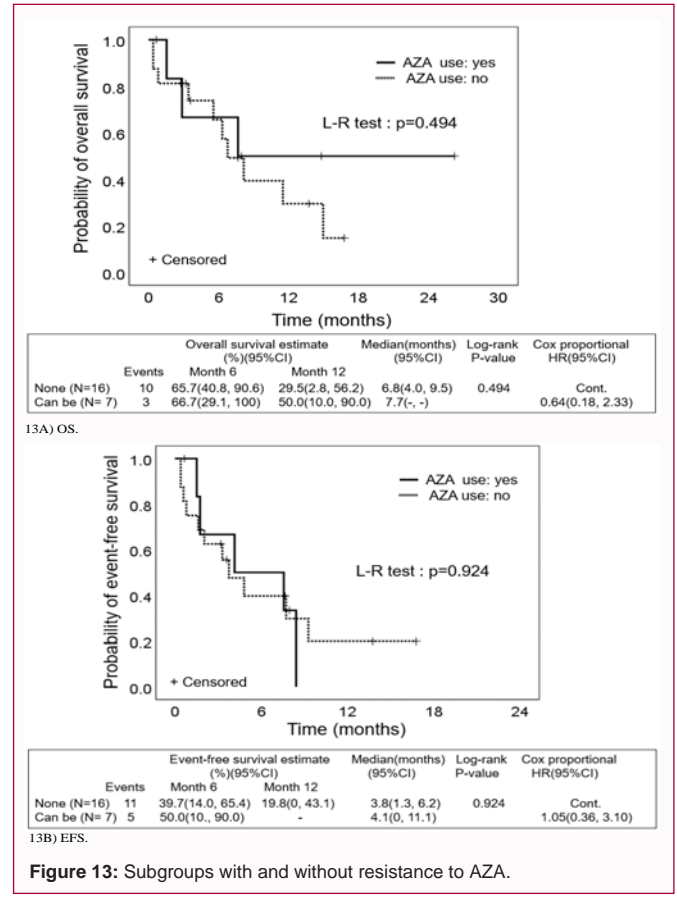 Probability of overall survival
1.0
0.8
0.6
0.4
0.2
0.0
AZA use: yes
AZA use: no
L-R test : p=0.494
+ Censored
0 6 12 18 24 30
Time (months)
Overall survival estimate Median(months) Log-rank Cox proportional
(%)(95%CI) (95%CI) P-value HR(95%CI)
Events Month 6 Month 12
None (N=16) 10 65.7(40.8, 90.6) 29.5(2.8, 56.2) 6.8(4.0, 9.5) 0.494 Cont.
Can be (N= 7) 3 66.7(29.1, 100) 50.0(10.0, 90.0) 7.7(-, -) 0.64(0.18, 2.33)
13A) OS.
Probability of event-free survival
1.0
0.8
0.6
0.4
0.2
0.0
AZA use: yes
AZA use: no
L-R test : p=0.924
+ Censored
0 6 12 18 24
Time (months)
Event-free survival estimate Median(months) Log-rank Cox proportional
(%)(95%CI) (95%CI) P-value HR(95%CI)
Events Month 6 Month 12
None (N=16) 11 39.7(14.0, 65.4) 19.8(0, 43.1) 3.8(1.3, 6.2) 0.924 Cont.
Can be (N= 7) 5 50.0(10., 90.0) - 4.1(0, 11.1) 1.05(0.36, 3.10)
13B) EFS.
Figure 13: Subgroups with and without resistance to AZA.